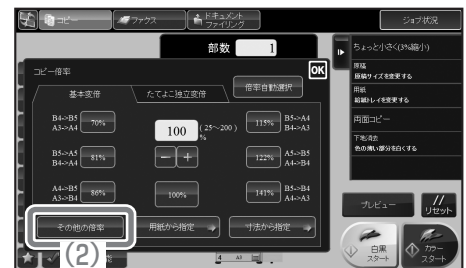 コピー
ファクス
ドキュメント
ファイリング
ジョブ状況
部数 1
コピー倍率
OK
基本変倍
たてよこ独立変倍
倍率自動選択
B4->B5
A3->A4
70%
100
(25～200)
%
115%
B5->A4
B4->A3
B5->A5
B4->A4
81%
122%
A5->B5
A4->B4
A4->B5
A3->B4
86%
100%
141%
B5->B4
A4->A3
その他の倍率
用紙から指定
寸法から指定
(2)
能
4 A3
ちょっと小さく(3%縮小)
原稿
原稿サイズを変更する
用紙
給紙トレイを変更する
両面コピー
下地消去
色の薄い部分を白くする
プレビュー
リセット
白黒
スタート
カラー
スタート